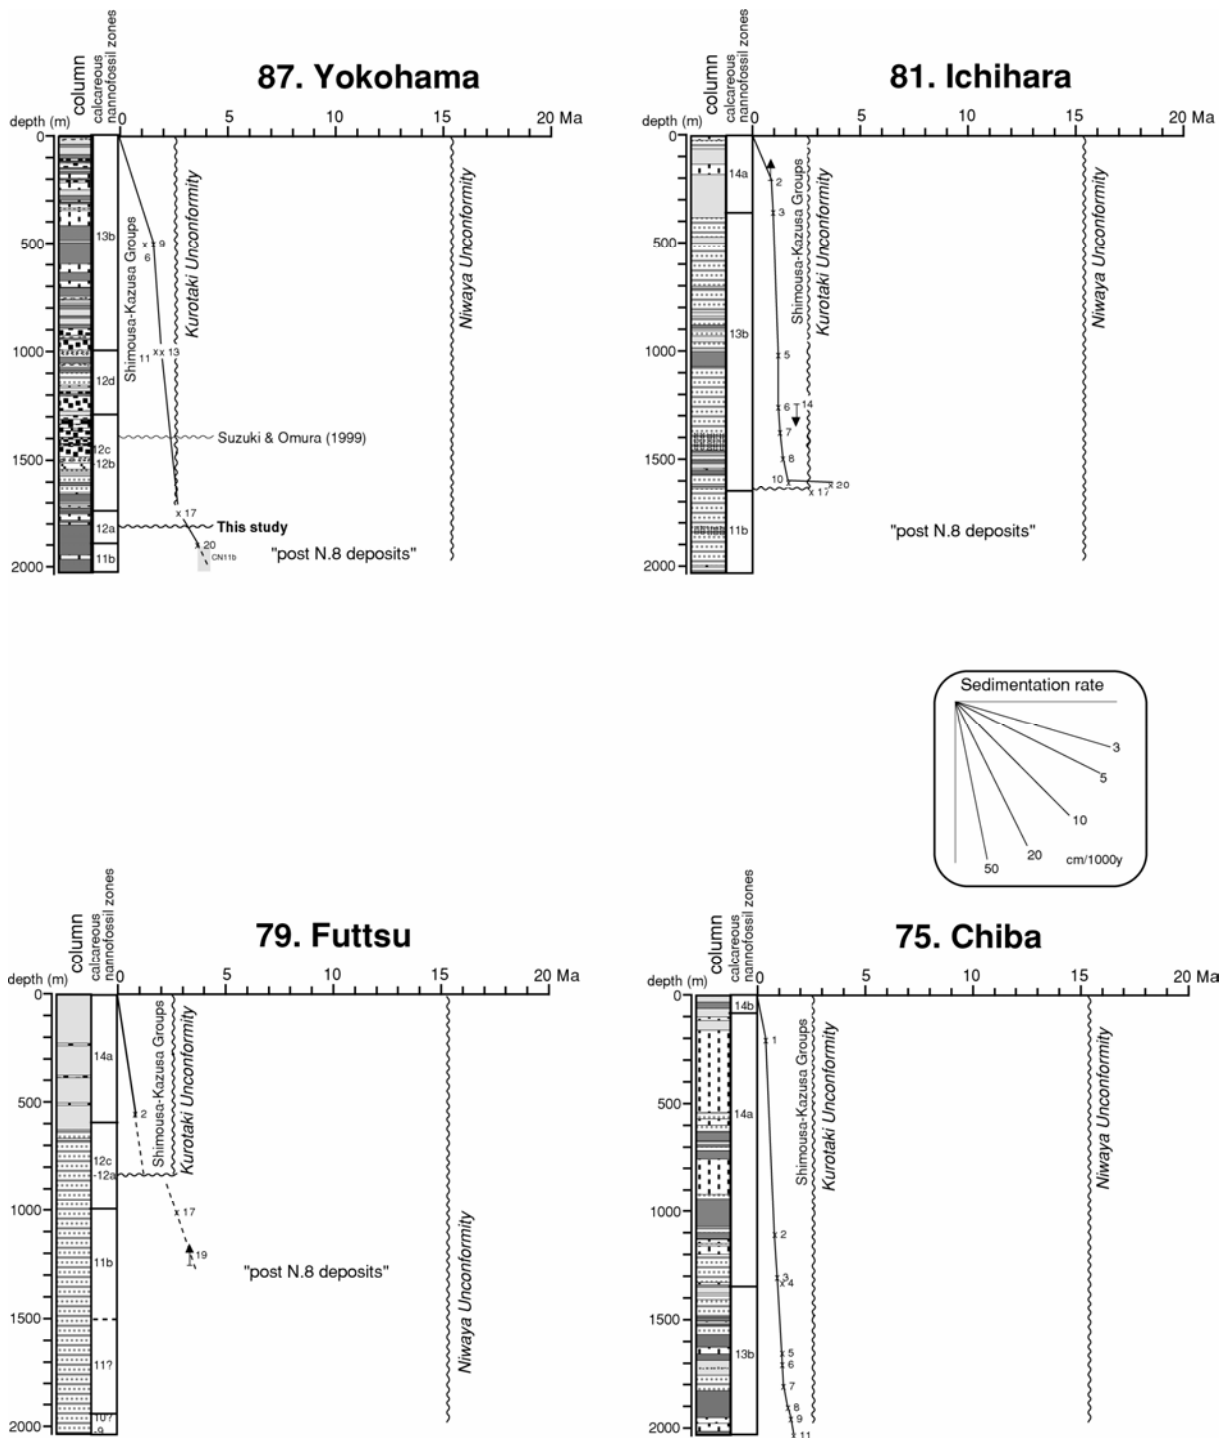 87. Yokohama
column
calcareous
nannofossil zones
depth (m)
0 5 10 15 20 Ma
0
500
1000
1500
2000
13b
12d
12c
-12b
12a
11b
Shimousa-Kazusa Groups
Kurotaki Unconformity
Niwaya Unconformity
x x 9
6
11 x x 13
Suzuki & Omura (1999)
x 17
This study
x 20
CN11b
"post N.8 deposits"
81. Ichihara
column
calcareous
nannofossil zones
depth (m)
0 5 10 15 20 Ma
0
500
1000
1500
2000
14a
13b
11b
Shimousa-Kazusa Groups
Kurotaki Unconformity
Niwaya Unconformity
2
x 3
x 5
x 6
14
x 7
x 8
10 x
x 20
x 17
"post N.8 deposits"
Sedimentation rate
3
5
10
20
50
cm/1000y
79. Futtsu
column
calcareous
nannofossil zones
depth (m)
0 5 10 15 20 Ma
0
500
1000
1500
2000
14a
12c
-12a
11b
11?
10?
-9
Shimousa-Kazusa Groups
Kurotaki Unconformity
Niwaya Unconformity
x 2
x 17
19
"post N.8 deposits"
75. Chiba
column
calcareous
nannofossil zones
depth (m)
0 5 10 15 20 Ma
0
500
1000
1500
2000
14b
14a
13b
Shimousa-Kazusa Groups
Kurotaki Unconformity
Niwaya Unconformity
x 1
x 2
x 3
x 4
x 5
x 6
x 7
x 8
x 9
x 11